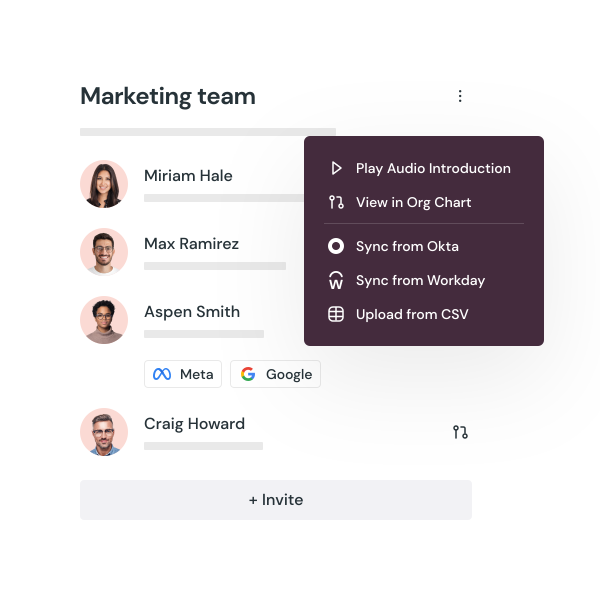 Marketing team
Miriam Hale
Max Ramirez
Aspen Smith
Meta
Google
Craig Howard
+ Invite
Play Audio Introduction
View in Org Chart
Sync from Okta
Sync from Workday
Upload from CSV